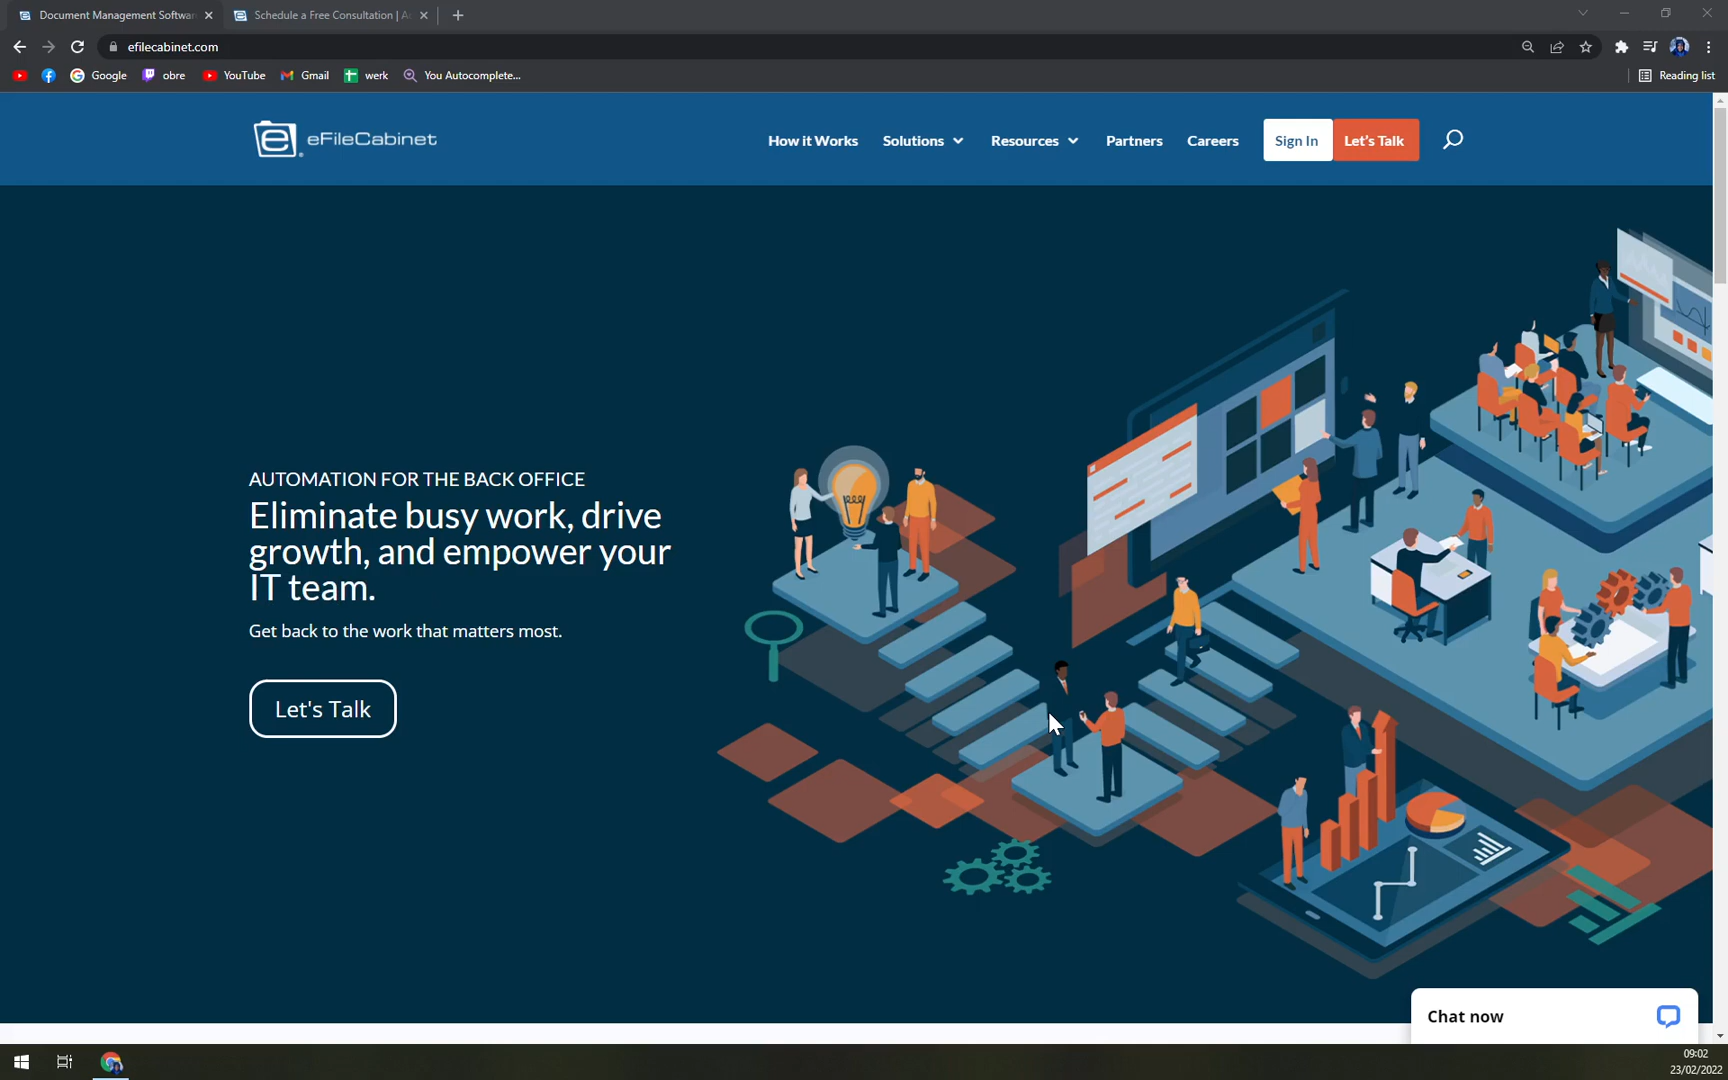 Document Management Softwar
Schedule a Free Consultation | A
efilecabinet.com
Google
obre
YouTube
Gmail
werk
You Autocomplete...
Reading list
eFileCabinet
How it Works
Solutions
Resources
Partners
Careers
Sign In
Let's Talk
AUTOMATION FOR THE BACK OFFICE
Eliminate busy work, drive
growth, and empower your
IT team.
Get back to the work that matters most.
Let's Talk
Chat now
09:02
23/02/2022